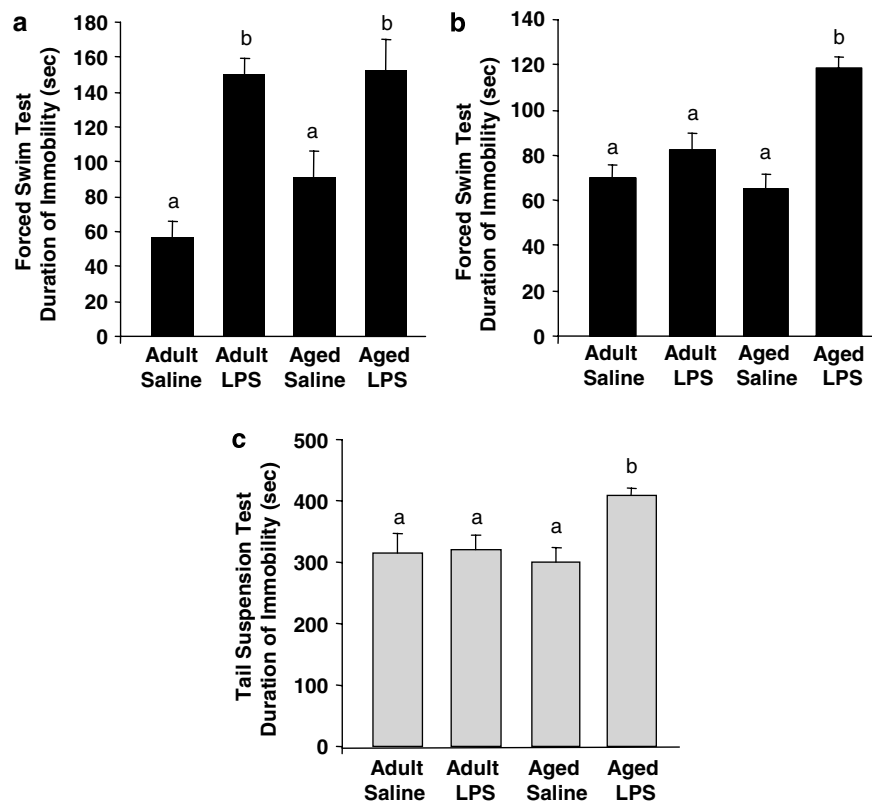 a
Forced Swim Test
Duration of Immobility (sec)
180
160
140
120
100
80
60
40
20
0
a
b
a
b
Adult
Saline
Adult
LPS
Aged
Saline
Aged
LPS
b
Forced Swim Test
Duration of Immobility (sec)
140
120
100
80
60
40
20
0
a
a
a
b
Adult
Saline
Adult
LPS
Aged
Saline
Aged
LPS
c
Tail Suspension Test
Duration of Immobility (sec)
500
400
300
200
100
0
a
a
a
b
Adult
Saline
Adult
LPS
Aged
Saline
Aged
LPS